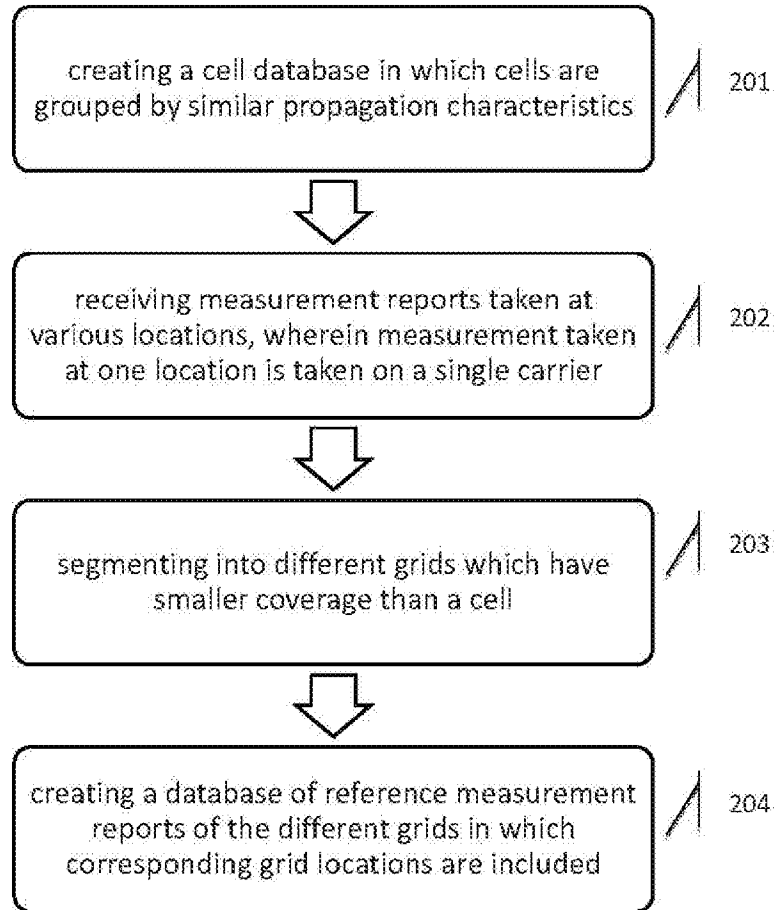 creating a cell database in which cells are
grouped by similar propagation characteristics
201
receiving measurement reports taken at
various locations, wherein measurement taken
at one location is taken on a single carrier
202
segmenting into different grids which have
smaller coverage than a cell
203
creating a database of reference measurement
reports of the different grids in which
corresponding grid locations are included
204